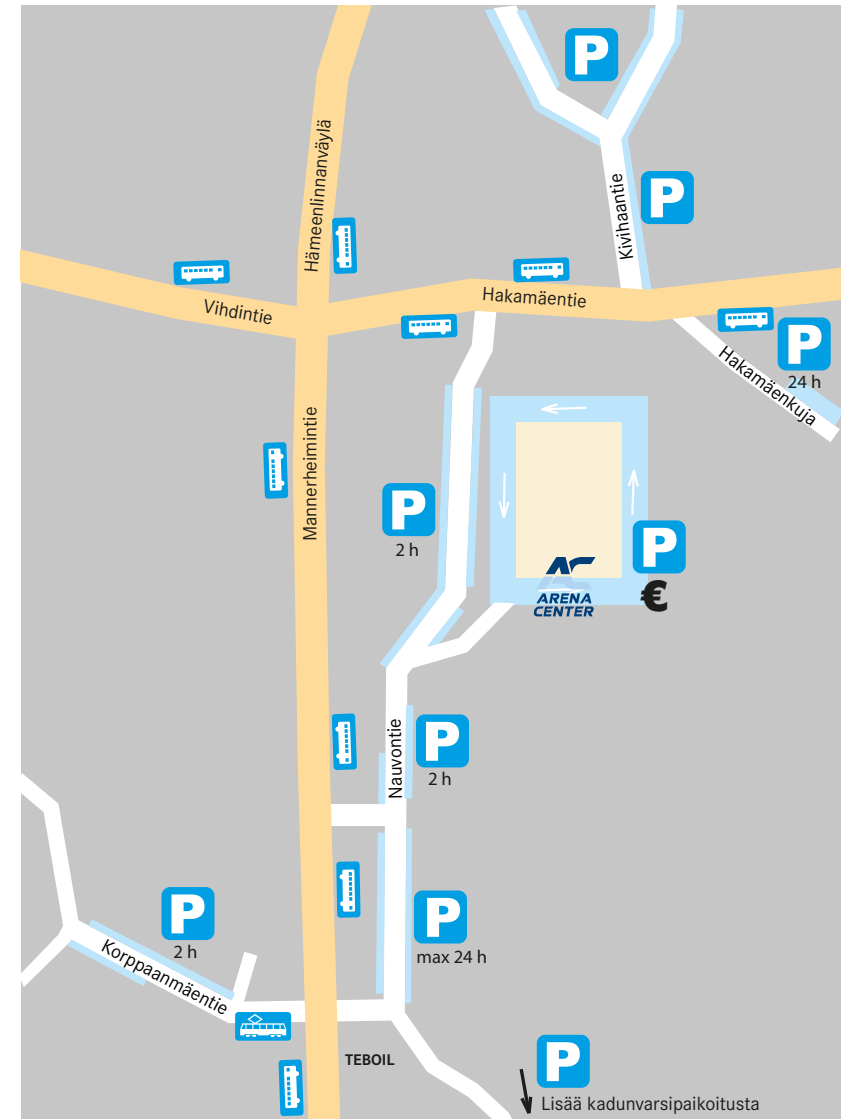 P
Hämeenlinnanväylä
P
Kivihaantie
Vihdintie
Hakamäentie
P
24 h
Hakamäenkuja
Mannerheimintie
P
2 h
P
€
AC
ARENA
CENTER
Nauvontie
P
2 h
P
2 h
P
max 24 h
Korppaanmäentie
TEBOIL
P
Lisää kadunvarsipaikoitusta